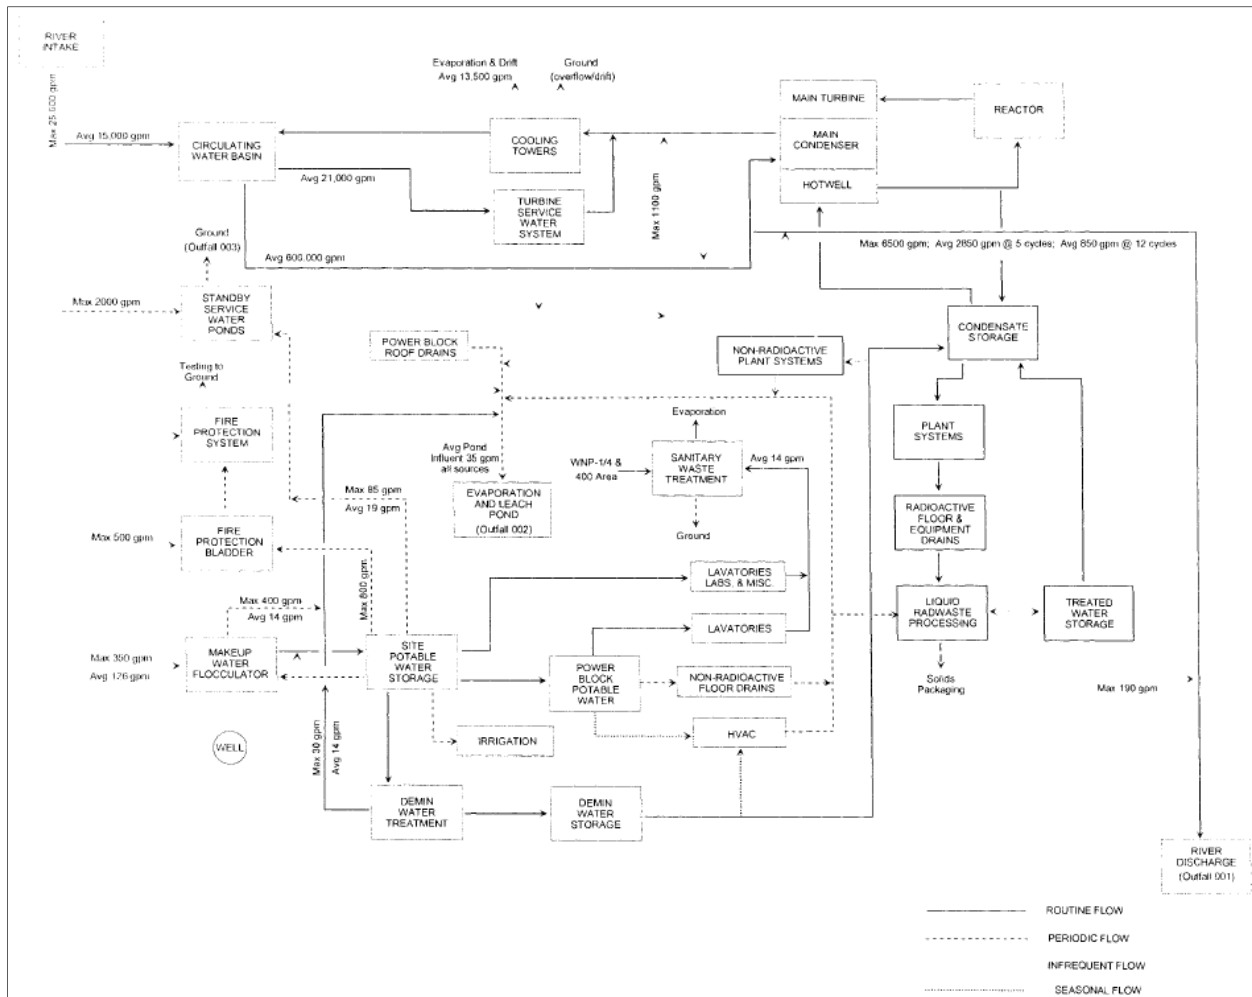 RIVER
INTAKE
Max 25,000 gpm
Avg 15,000 gpm
CIRCULATING
WATER BASIN
Evaporation & Drift
Avg 13,500 gpm
Ground
(overflow/drift)
COOLING
TOWERS
MAIN TURBINE
MAIN
CONDENSER
HOTWELL
REACTOR
Avg 21,000 gpm
TURBINE
SERVICE
WATER
SYSTEM
Max 1100 gpm
Avg 600,000 gpm
Max 6500 gpm; Avg 2850 gpm @ 5 cycles; Avg 850 gpm @ 12 cycles
Ground
(Outfall 003)
Max 2000 gpm
STANDBY
SERVICE
WATER
PONDS
POWER BLOCK
ROOF DRAINS
NON-RADIOACTIVE
PLANT SYSTEMS
CONDENSATE
STORAGE
Testing to
Ground
FIRE
PROTECTION
SYSTEM
Evaporation
PLANT
SYSTEMS
Avg Pond
Influent 35 gpm
all sources
WNP-1/4 &
400 Area
SANITARY
WASTE
TREATMENT
Avg 14 gpm
Max 85 gpm
Avg 19 gpm
EVAPORATION
AND LEACH
POND
(Outfall 002)
RADIOACTIVE
FLOOR &
EQUIPMENT
DRAINS
Max 500 gpm
FIRE
PROTECTION
BLADDER
Ground
Max 800 gpm
LAVATORIES
LABS, & MISC.
Max 400 gpm
Avg 14 gpm
LIQUID
RADWASTE
PROCESSING
TREATED
WATER
STORAGE
LAVATORIES
Max 350 gpm
Avg 126 gpm
MAKEUP
WATER
FLOCCULATOR
SITE
POTABLE
WATER
STORAGE
POWER
BLOCK
POTABLE
WATER
NON-RADIOACTIVE
FLOOR DRAINS
Solids
Packaging
Max 190 gpm
WELL
Max 30 gpm
Avg 14 gpm
IRRIGATION
HVAC
DEMIN
WATER
TREATMENT
DEMIN
WATER
STORAGE
RIVER
DISCHARGE
(Outfall 001)
ROUTINE FLOW
PERIODIC FLOW
INFREQUENT FLOW
SEASONAL FLOW